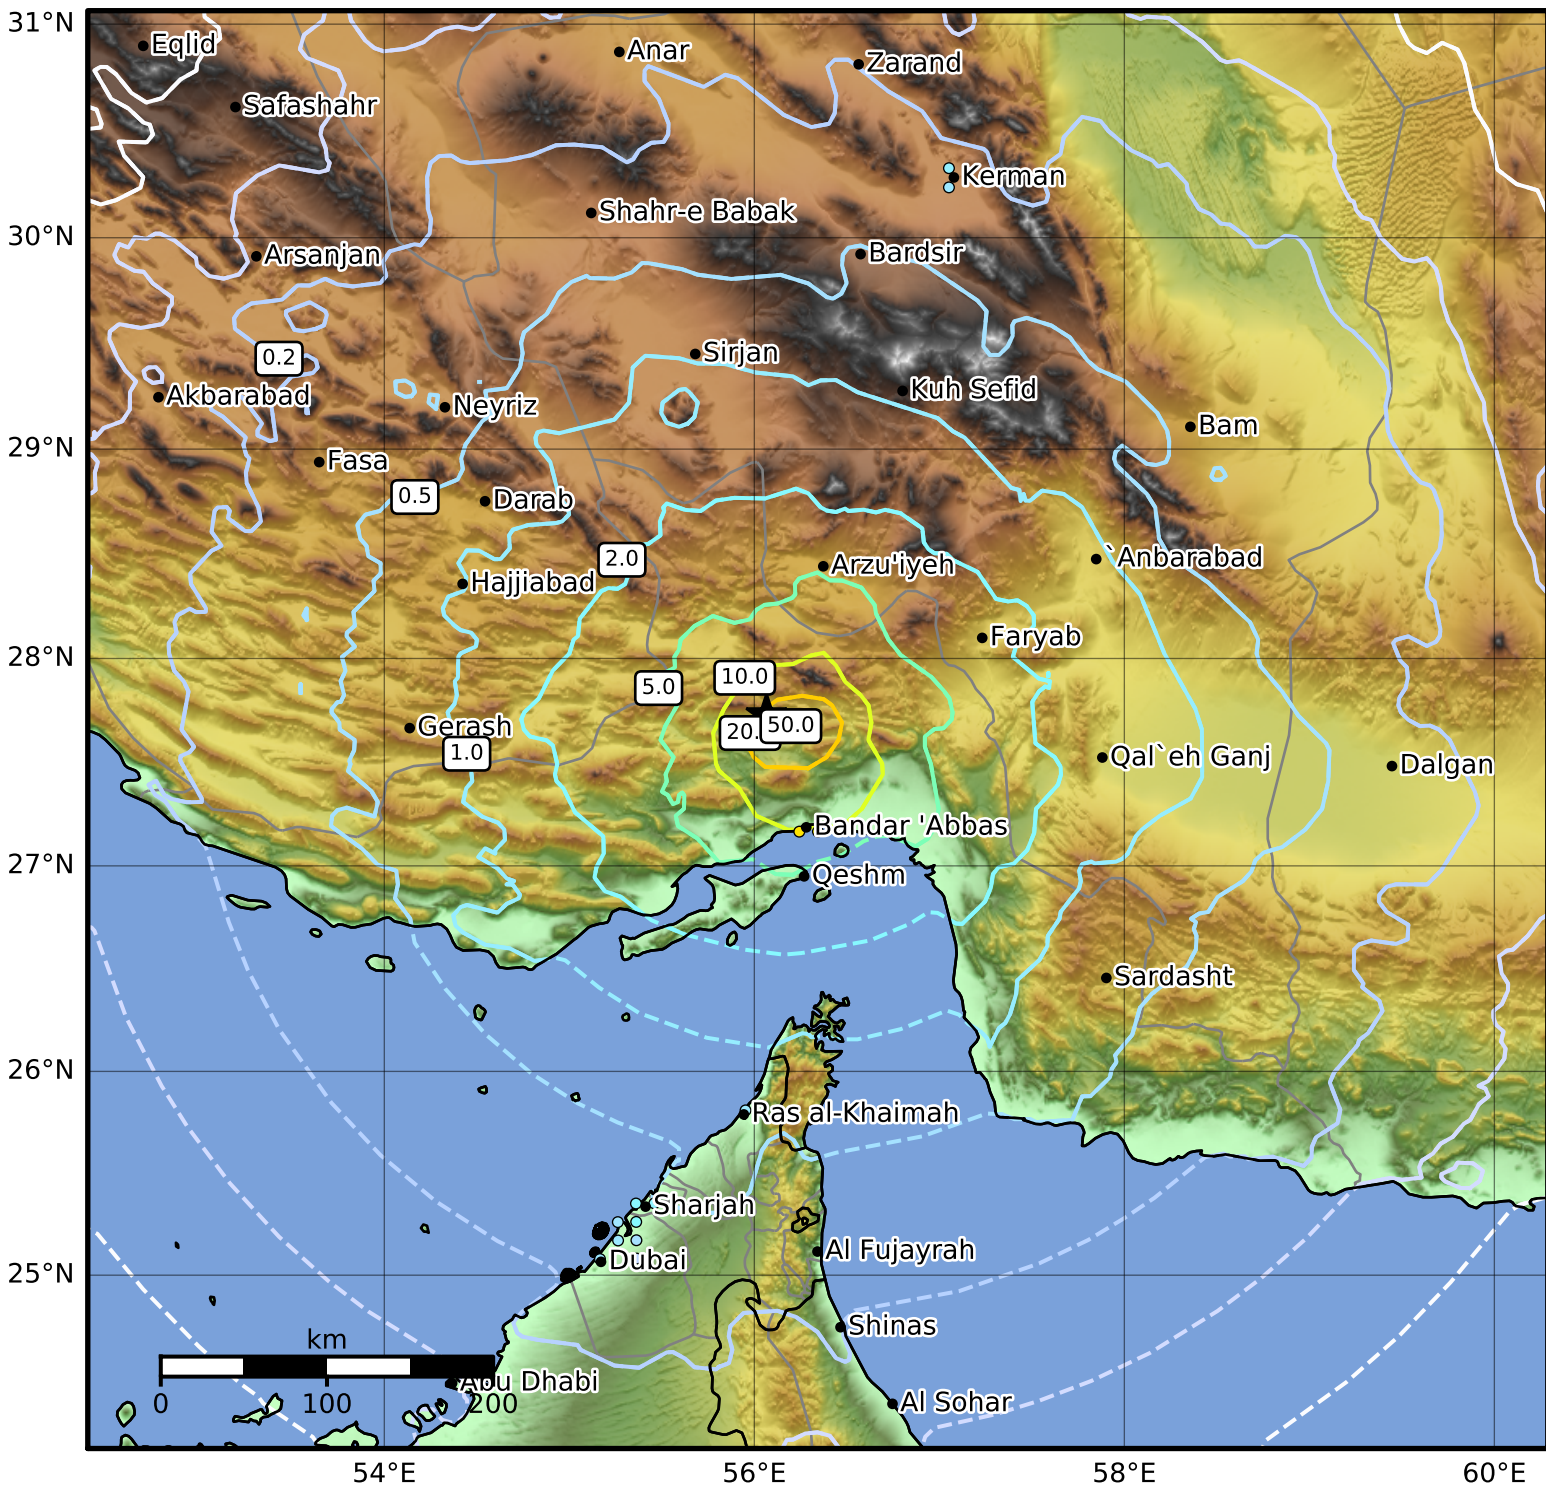 31°N
Eqlid
Anar
Zarand
Safashahr
Kerman
Shahr-e Babak
30°N
Arsanjan
Bardsir
0.2
Sirjan
Akbarabad
Neyriz
Kuh Sefid
29°N
Bam
Fasa
0.5
Darab
2.0
Arzu'iyeh
`Anbarabad
Hajjiabad
Faryab
28°N
5.0
10.0
Gerash
20.
50.0
1.0
Qal`eh Ganj
Dalgan
Bandar 'Abbas
27°N
Qeshm
Sardasht
26°N
Ras al-Khaimah
Sharjah
Al Fujayrah
Dubai
25°N
Shinas
km
Abu Dhabi
0 100 200
Al Sohar
54°E 56°E 58°E 60°E